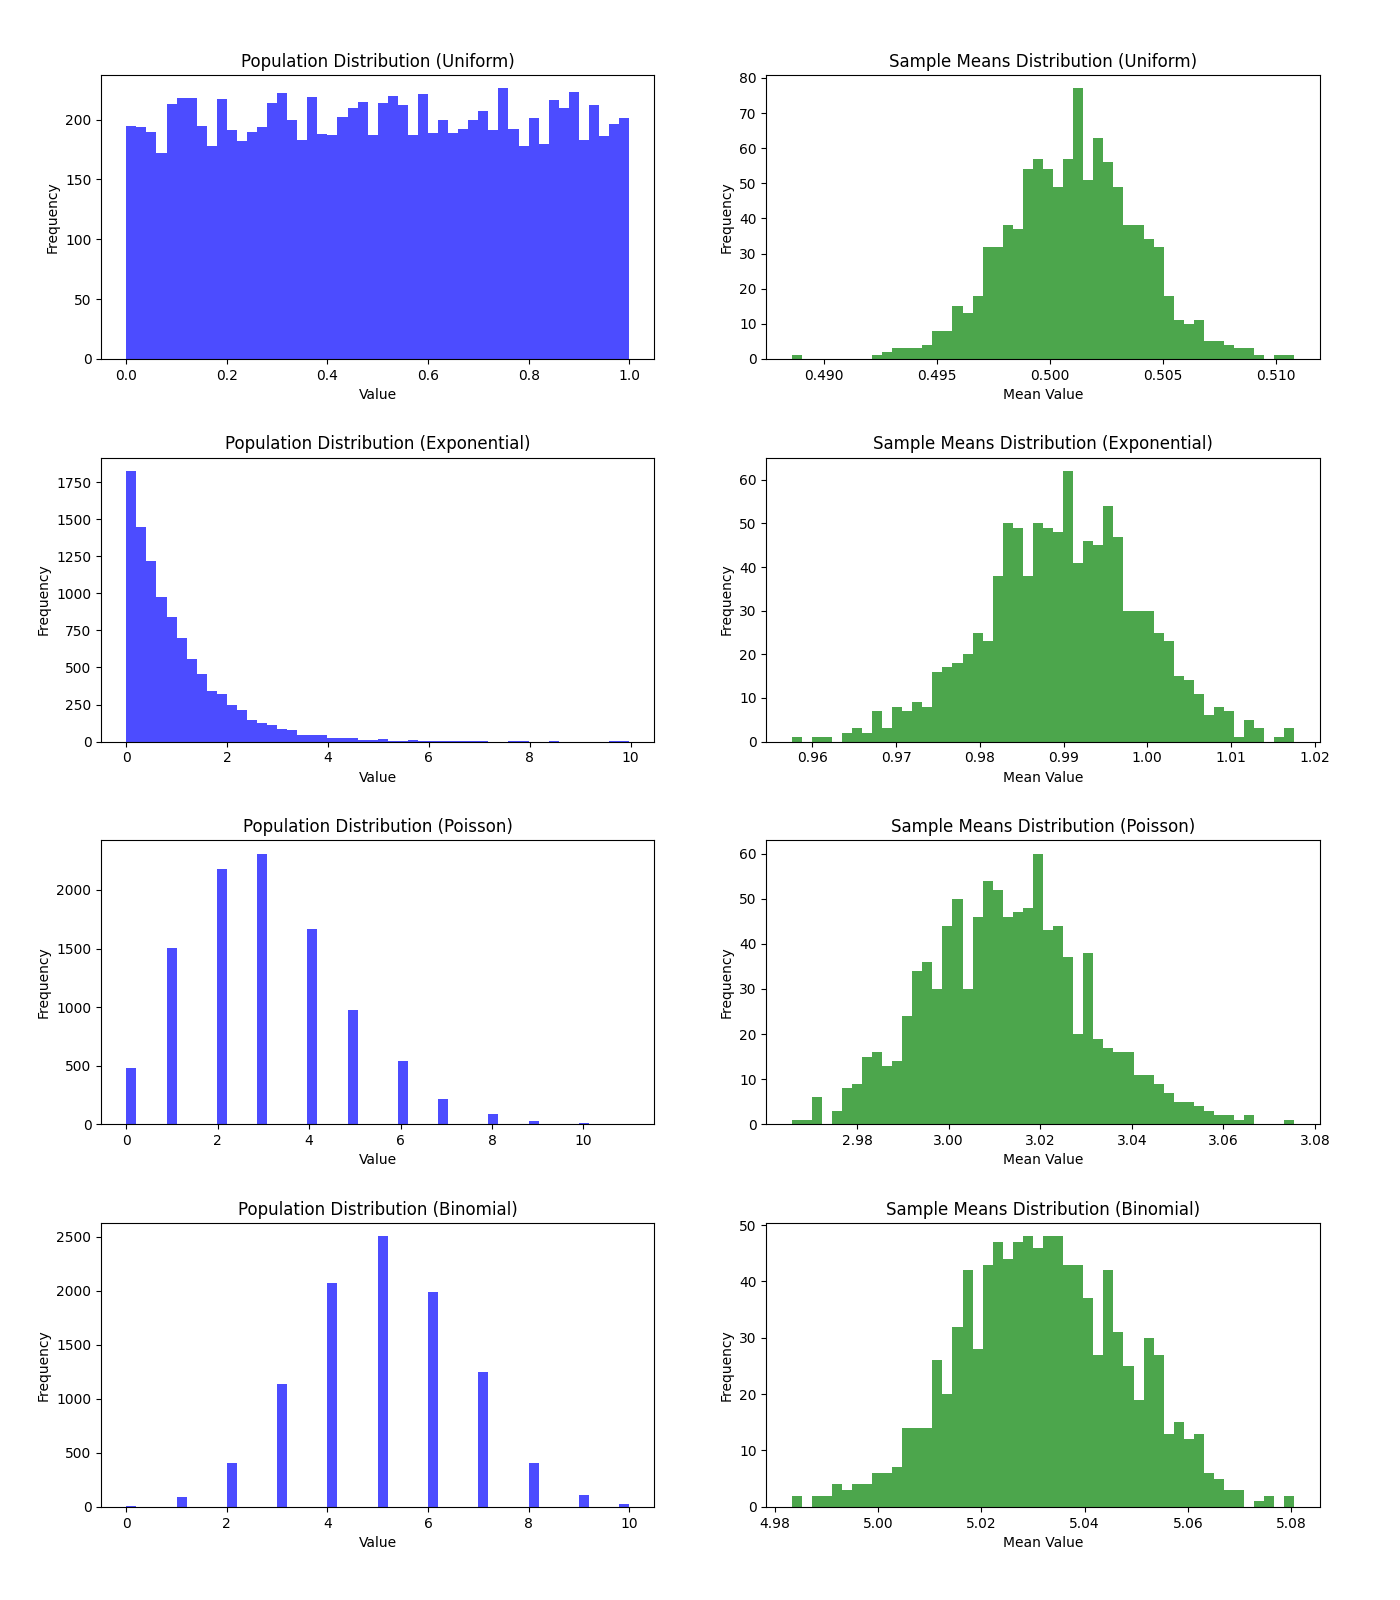 Population Distribution (Uniform)
Frequency
200
150
100
50
0
0.0 0.2 0.4 0.6 0.8 1.0
Value
Sample Means Distribution (Uniform)
Frequency
80
70
60
50
40
30
20
10
0
0.490 0.495 0.500 0.505 0.510
Mean Value
Population Distribution (Exponential)
Frequency
1750
1500
1250
1000
750
500
250
0
0 2 4 6 8 10
Value
Sample Means Distribution (Exponential)
Frequency
60
50
40
30
20
10
0
0.96 0.97 0.98 0.99 1.00 1.01 1.02
Mean Value
Population Distribution (Poisson)
Frequency
2000
1500
1000
500
0
0 2 4 6 8 10
Value
Sample Means Distribution (Poisson)
Frequency
60
50
40
30
20
10
0
2.98 3.00 3.02 3.04 3.06 3.08
Mean Value
Population Distribution (Binomial)
Frequency
2500
2000
1500
1000
500
0
0 2 4 6 8 10
Value
Sample Means Distribution (Binomial)
Frequency
50
40
30
20
10
0
4.98 5.00 5.02 5.04 5.06 5.08
Mean Value